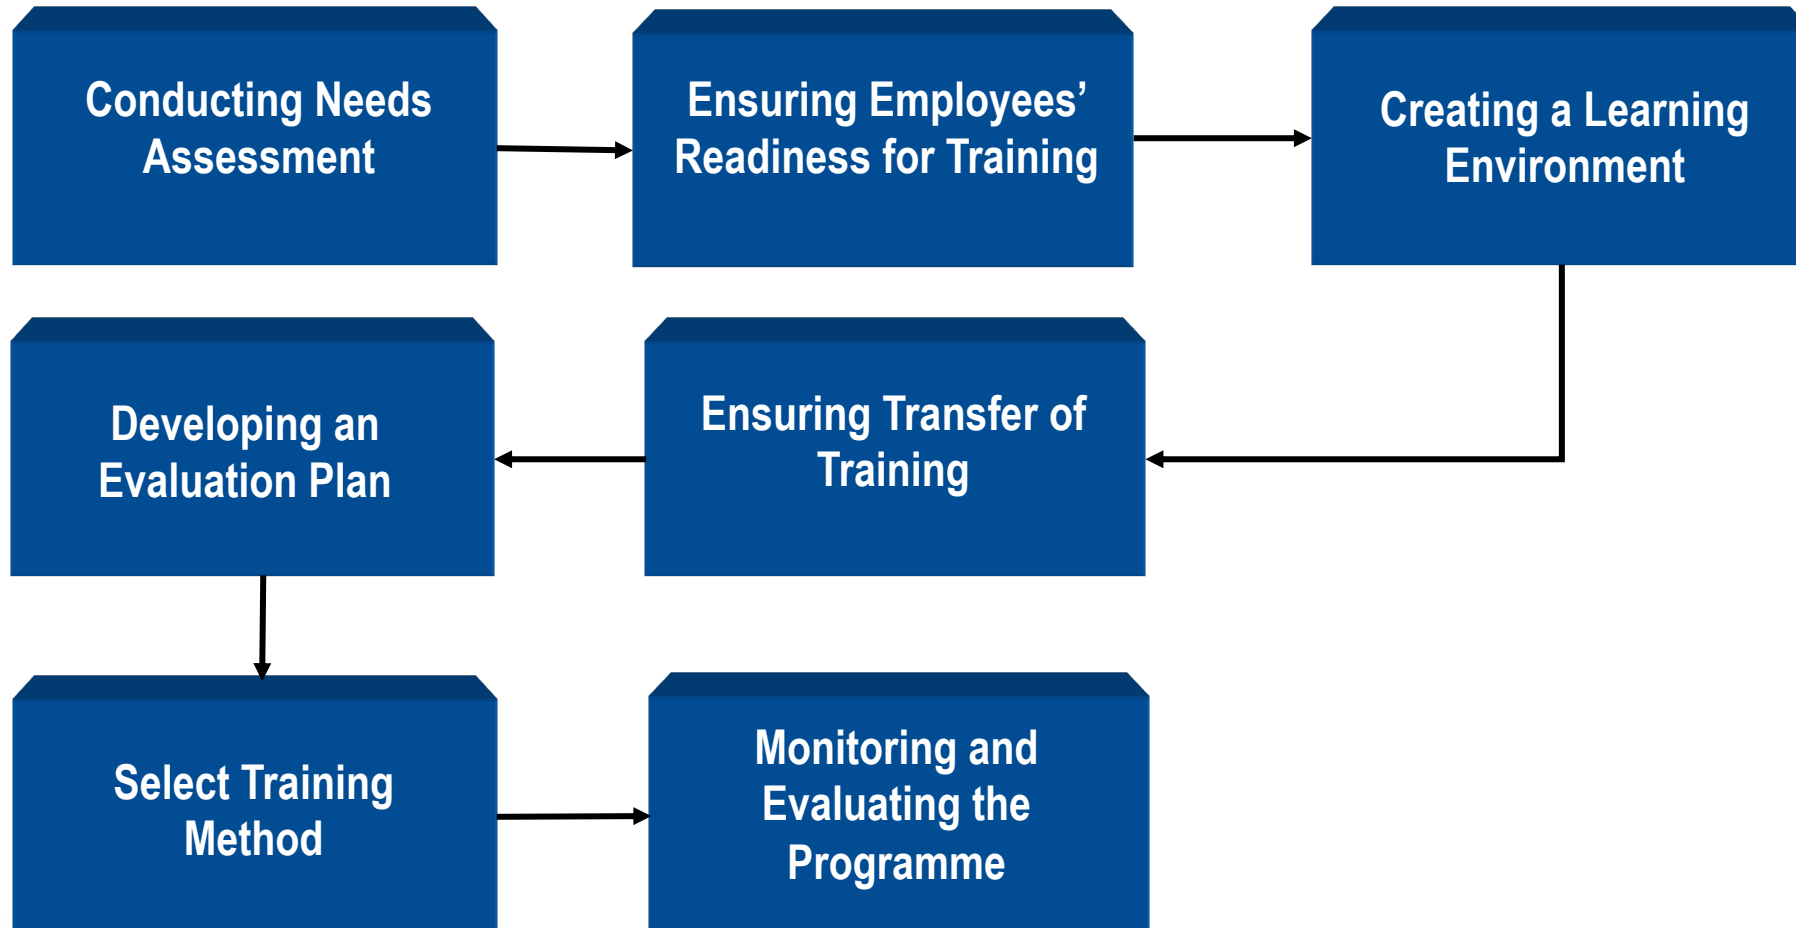 Conducting Needs
Assessment
Ensuring Employees’
Readiness for Training
Creating a Learning
Environment
Ensuring Transfer of
Training
Developing an
Evaluation Plan
Select Training
Method
Monitoring and
Evaluating the
Programme